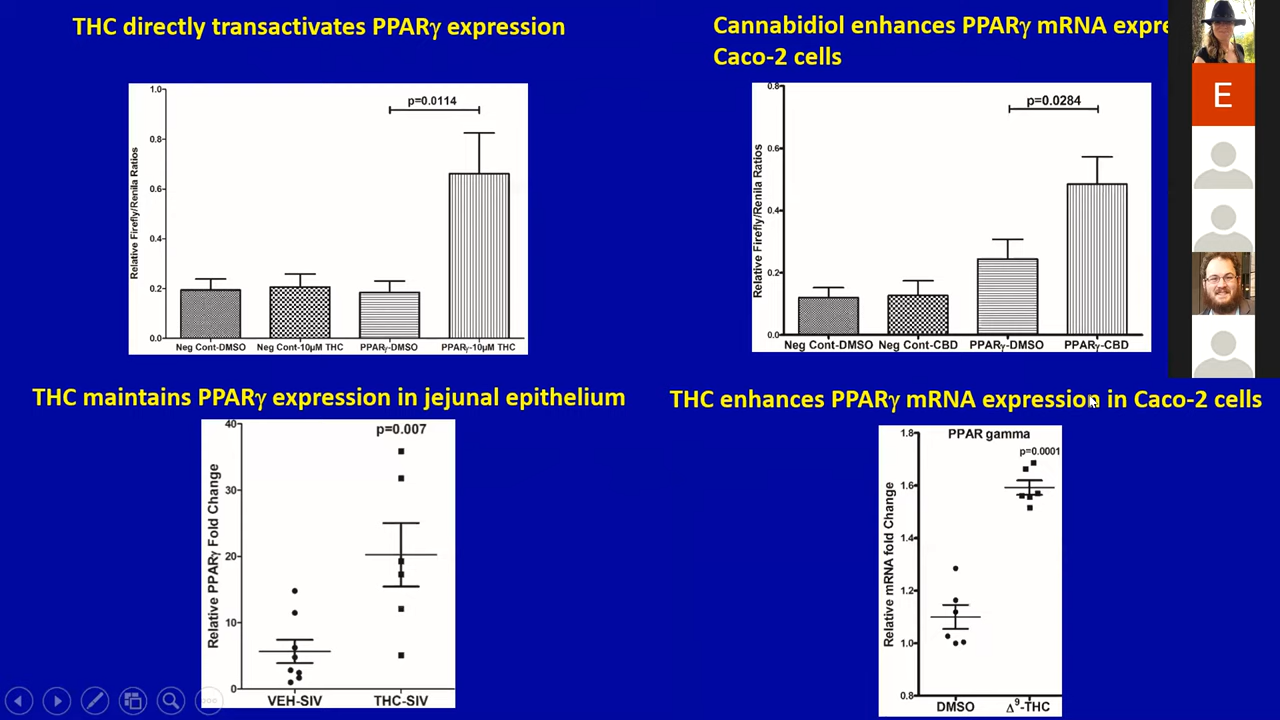 THC directly transactivates PPARγ expression
p=0.0114
Relative Firefly/Renila Ratios
1.0
0.8
0.6
0.4
0.2
0.0
Neg Cont-DMSO
Neg Cont-10μM THC
PPARγ-DMSO
PPARγ-10μM THC
Cannabidiol enhances PPARγ mRNA expre
Caco-2 cells
p=0.0284
Relative Firefly/Renila Ratios
0.8
0.6
0.4
0.2
0.0
Neg Cont-DMSO
Neg Cont-CBD
PPARγ-DMSO
PPARγ-CBD
E
THC maintains PPARγ expression in jejunal epithelium
p=0.007
Relative PPARγ Fold Change
40
30
20
10
0
VEH-SIV
THC-SIV
THC enhances PPARγ mRNA expression in Caco-2 cells
PPAR gamma
p=0.0001
Relative mRNA fold Change
1.8
1.6
1.4
1.2
1.0
0.8
DMSO
Δ⁹-THC